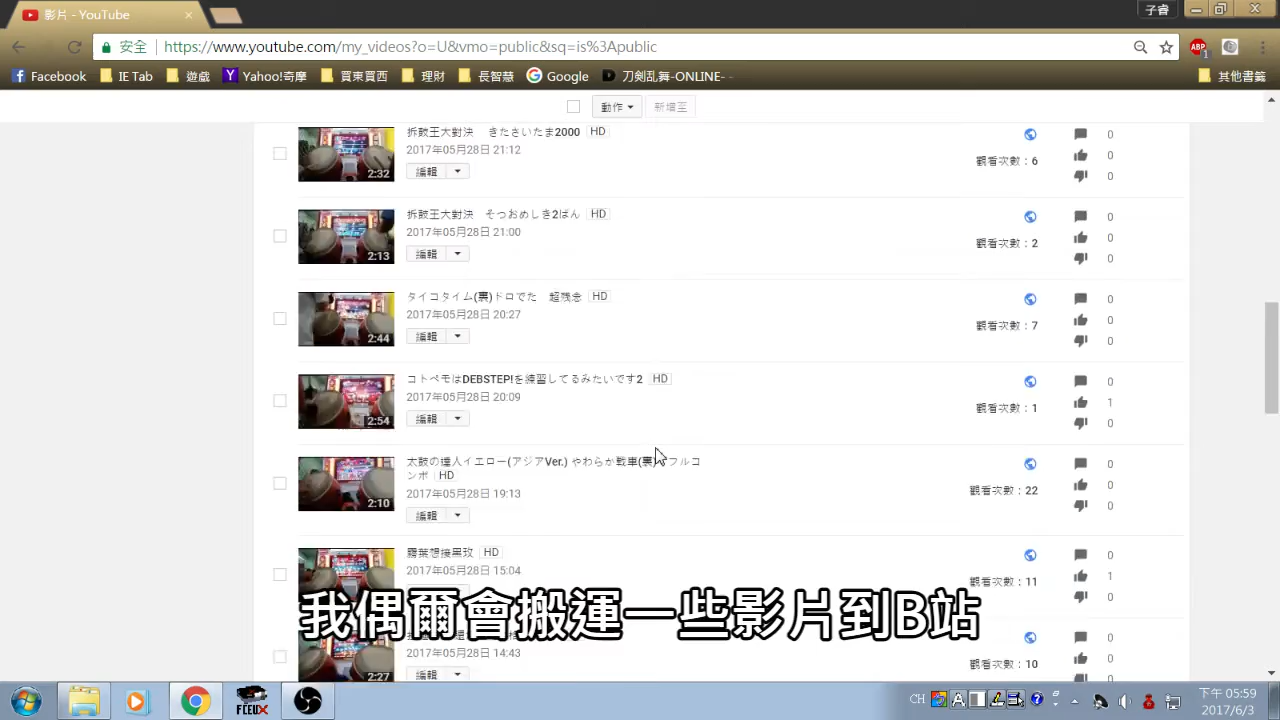 影片 - YouTube
子睿
安全 https://www.youtube.com/my_videos?o=U&vmo=public&sq=is%3Apublic
ABP 1
Facebook IE Tab 遊戲 Yahoo!奇摩 買東買西 理財 長智慧 Google 刀剣乱舞-ONLINE- - 其他書籤
動作 新增至
拆鼓王大對決 きたさいたま2000 HD
2017年05月28日 21:12
編輯
2:32
觀看次數:6
0
0
0
拆鼓王大對決 そつおめしき2ばん HD
2017年05月28日 21:00
編輯
2:13
觀看次數:2
0
0
0
タイコタイム(裏)ドロでた 超残念 HD
2017年05月28日 20:27
編輯
2:44
觀看次數:7
0
0
0
コトペモはDEBSTEP!を練習してるみたいです2 HD
2017年05月28日 20:09
編輯
2:54
觀看次數:1
0
1
0
太鼓の達人イエロー(アジアVer.) やわらか戦車(裏) フルコ
ンボ HD
2017年05月28日 19:13
編輯
2:10
觀看次數:22
0
0
0
HD
2017年05月28日 15:04
觀看次數:11
0
1
0
我偶爾會搬運一些影片到B站
2017年05月28日 14:43
編輯
2:27
觀看次數:10
0
0
0
FCEUX
CH
下午 05:59
2017/6/3